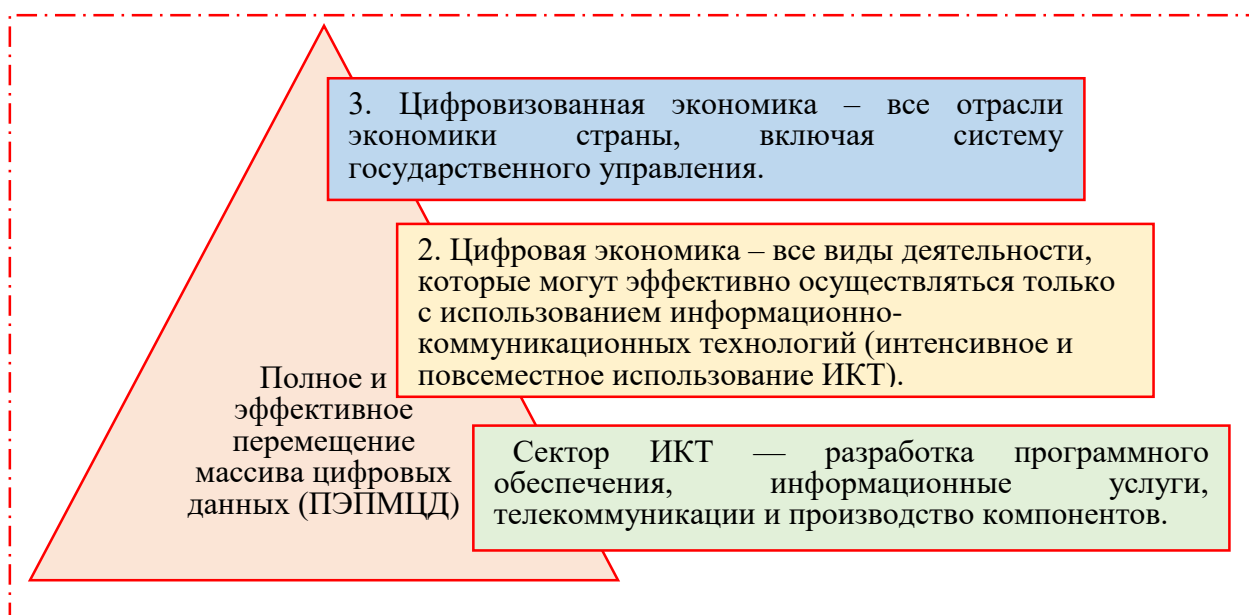 3. Цифровизованная экономика – все отрасли
экономики страны, включая систему
государственного управления.
2. Цифровая экономика – все виды деятельности,
которые могут эффективно осуществляться только
с использованием информационно-
коммуникационных технологий (интенсивное и
повсеместное использование ИКТ).
Полное и
эффективное
перемещение
массива цифровых
данных (ПЭПМЦД)
Сектор ИКТ — разработка программного
обеспечения, информационные услуги,
телекоммуникации и производство компонентов.